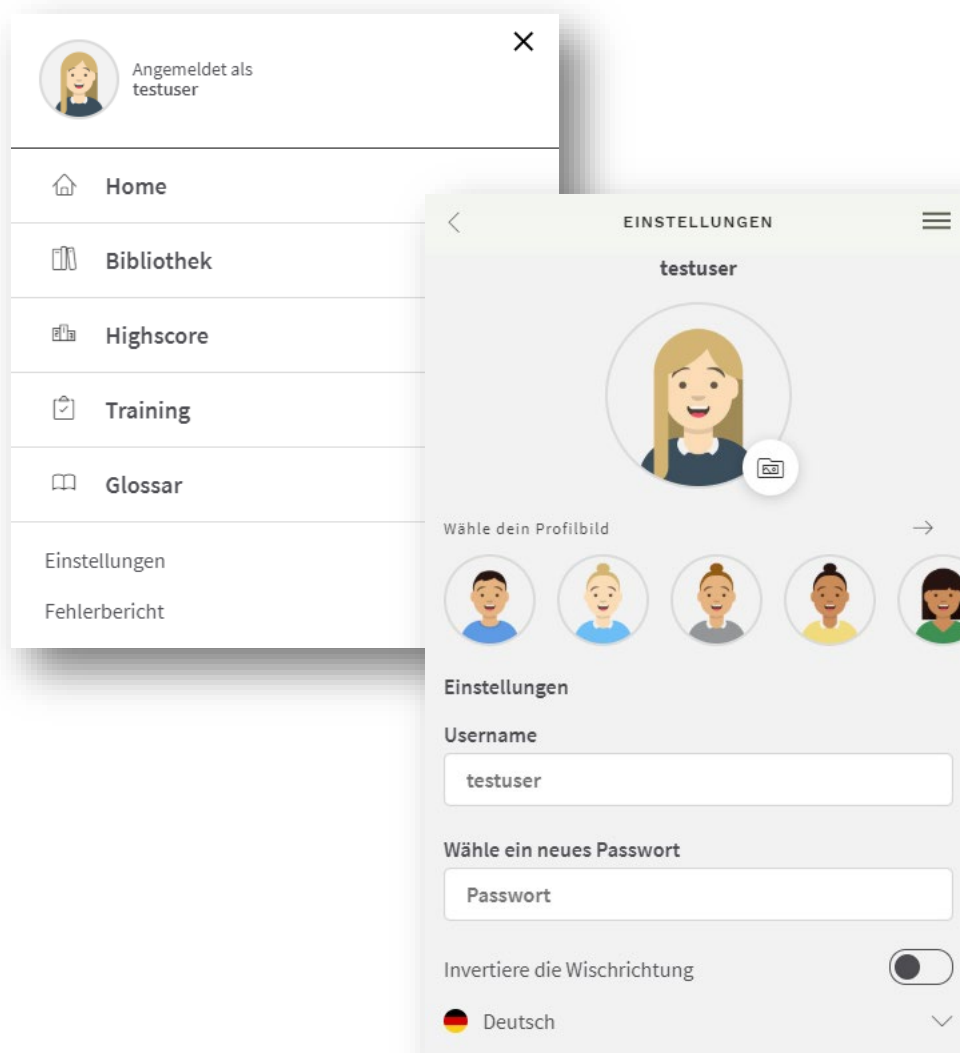 Angemeldet als
testuser
Home
Bibliothek
Highscore
Training
Glossar
Einstellungen
Fehlerbericht
EINSTELLUNGEN
testuser
Wähle dein Profilbild
Einstellungen
Username
testuser
Wähle ein neues Passwort
Passwort
Invertiere die Wischrichtung
Deutsch